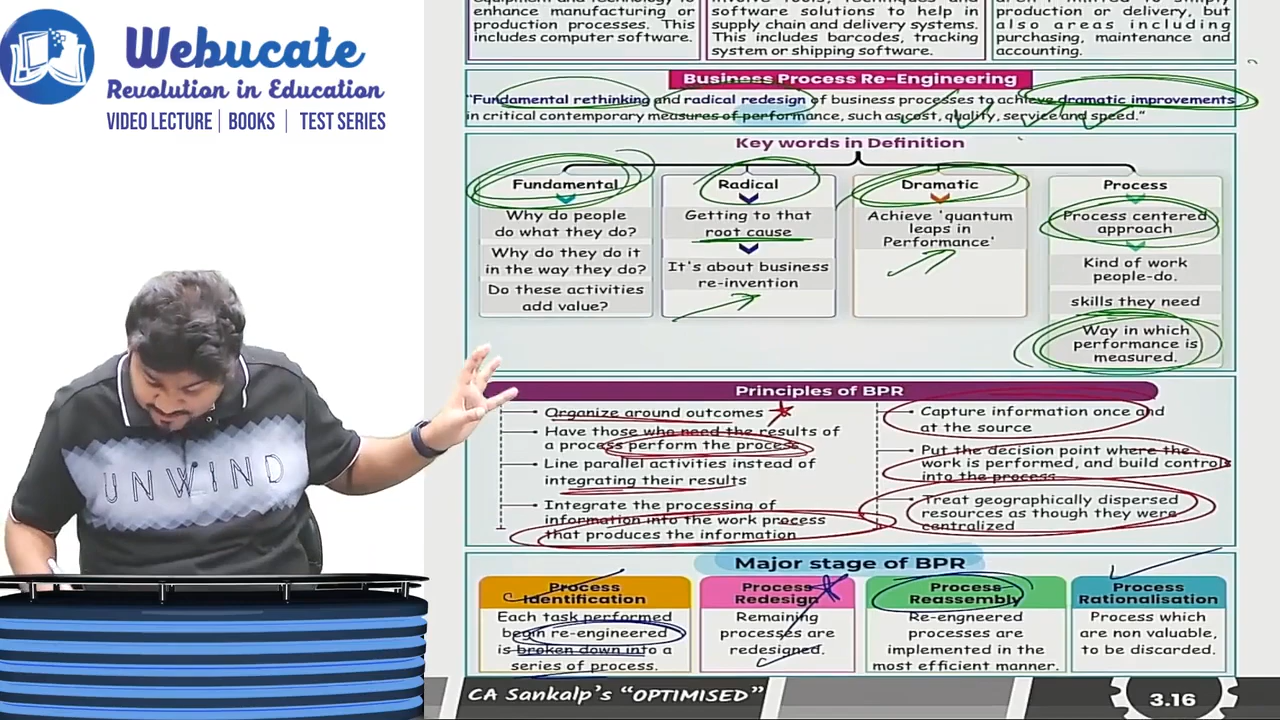 Webucate
Revolution in Education
VIDEO LECTURE | BOOKS | TEST SERIES
UNWIND
enhance manufacturing or
production processes. This
includes computer software.
software solutions to help in
supply chain and delivery systems.
This includes barcodes, tracking
system or shipping software.
production or delivery, but
also areas including
purchasing, maintenance and
accounting.
Business Process Re-Engineering
"Fundamental rethinking and radical redesign of business processes to achieve dramatic improvements
in critical contemporary measures of performance, such as cost, quality, service and speed."
Key words in Definition
Fundamental
Why do people
do what they do?
Why do they do it
in the way they do?
Do these activities
add value?
Radical
Getting to that
root cause
It's about business
re-invention
Dramatic
Achieve 'quantum
leaps in
Performance'
Process
Process centered
approach
Kind of work
people-do.
skills they need
Way in which
performance is
measured.
Principles of BPR
Organize around outcomes
Have those who need the results of
a process perform the process
Line parallel activities instead of
integrating their results
Integrate the processing of
information into the work process
that produces the information
Capture information once and
at the source
Put the decision point where the
work is performed, and build controls
into the process
Treat geographically dispersed
resources as though they were
centralized
Major stage of BPR
Process
Identification
Each task performed
begin re-engineered
is broken down into a
series of process.
Process
Redesign
Remaining
processes are
redesigned.
Process
Reassembly
Re-engneered
processes are
implemented in the
most efficient manner.
Process
Rationalisation
Process which
are non valuable,
to be discarded.
CA Sankalp's "OPTIMISED"
3.16